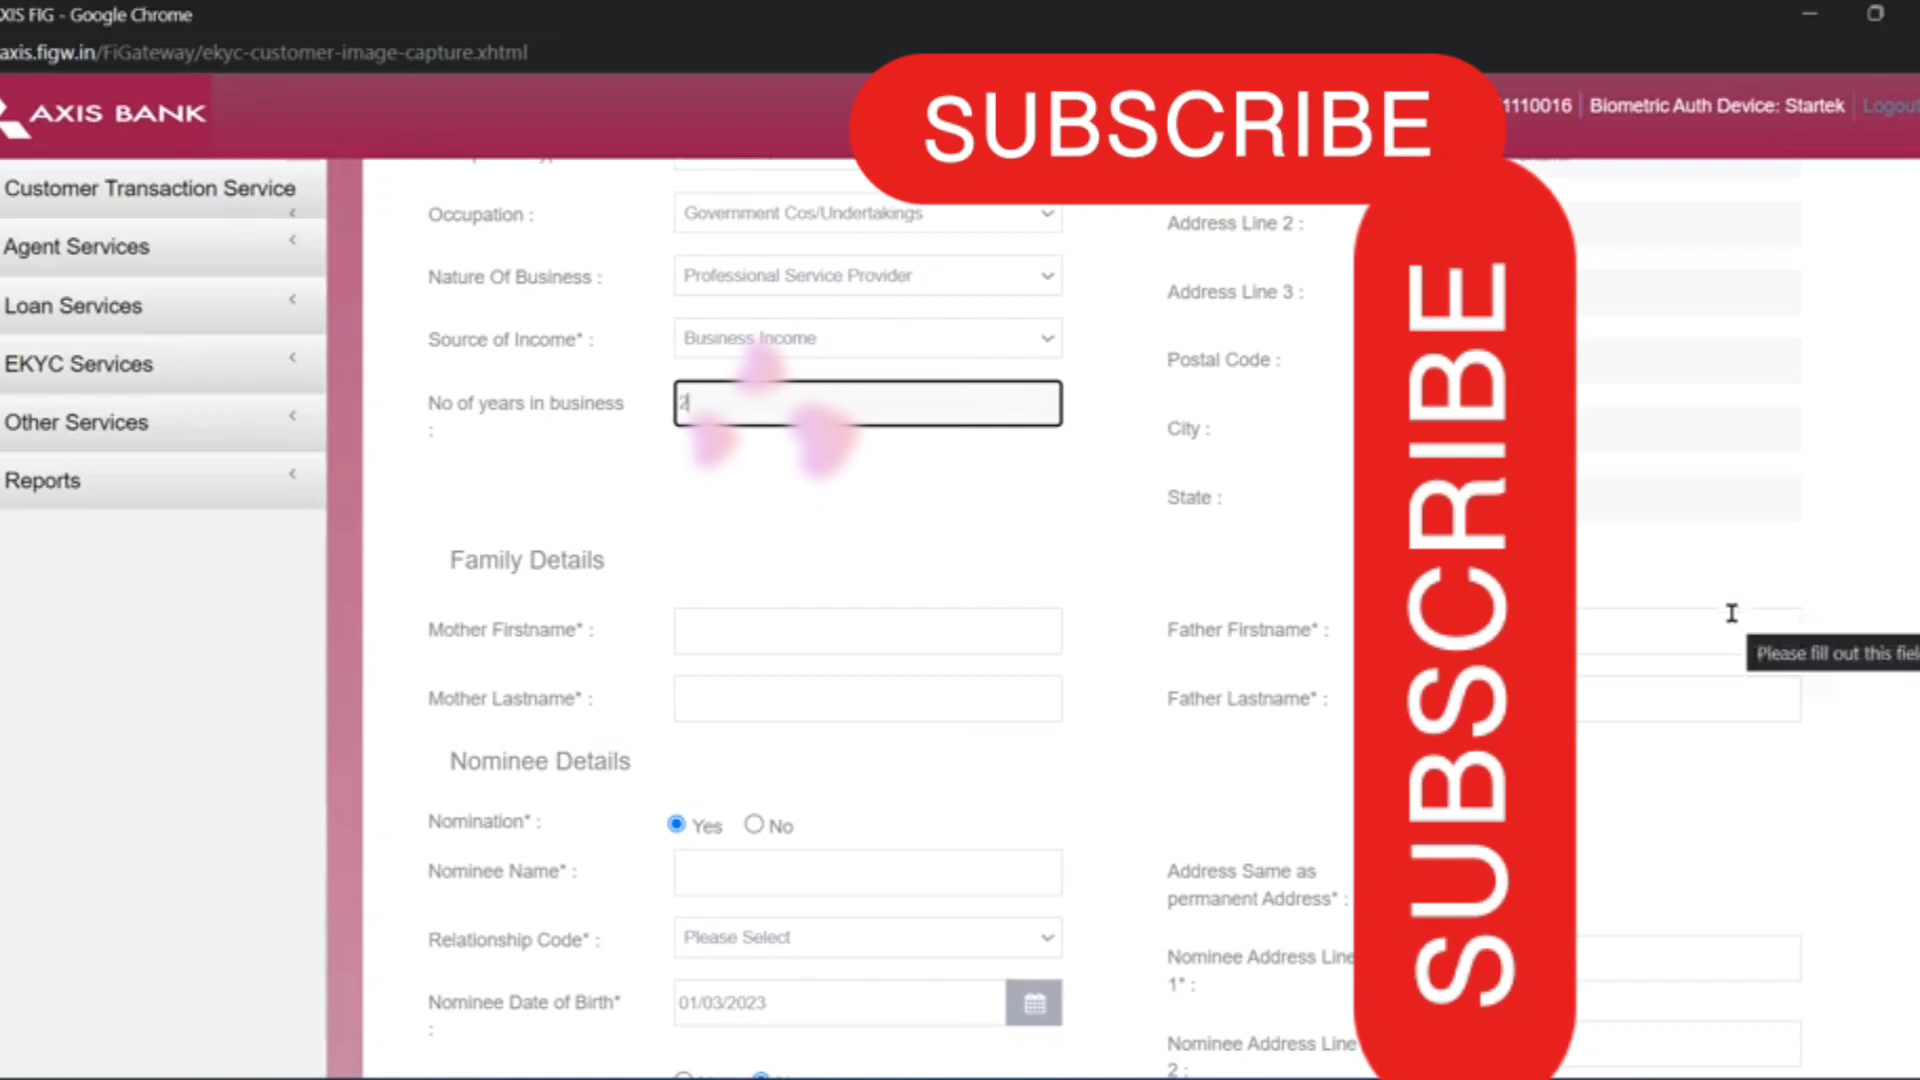 XIS FIG - Google Chrome
axis.figw.in/FiGateway/ekyc-customer-image-capture.xhtml
AXIS BANK
SUBSCRIBE
1110016 | Biometric Auth Device: Startek | Logout
Customer Transaction Service
Agent Services
Loan Services
EKYC Services
Other Services
Reports
Occupation :
Government Cos/Undertakings
Nature Of Business :
Professional Service Provider
Source of Income* :
Business Income
No of years in business
:
2
Address Line 2 :
Address Line 3 :
Postal Code :
City :
State :
SUBSCRIBE
Family Details
Mother Firstname* :
Father Firstname* :
Please fill out this fiel
Mother Lastname* :
Father Lastname* :
Nominee Details
Nomination* :
Yes
No
Nominee Name* :
Address Same as
permanent Address* :
Relationship Code* :
Please Select
Nominee Address Line
1* :
Nominee Date of Birth*
:
01/03/2023
Nominee Address Line
2 :